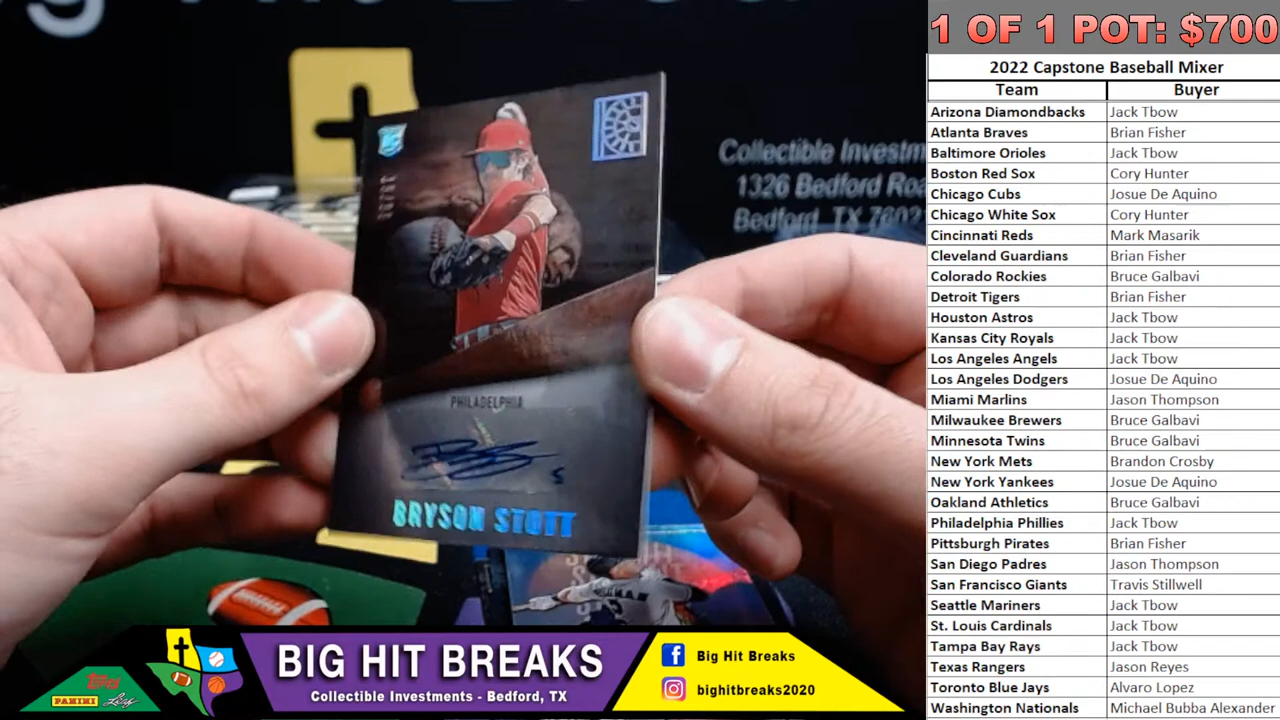 g Hit Brea
Collectible Investm
1326 Bedford Roa
Bedford, TX 7602
PHILADELPHIA
5
BRYSON STOTT
Topps
PANINI
Leaf
BIG HIT BREAKS
Collectible Investments - Bedford, TX
Big Hit Breaks
bighitbreaks2020
1 OF 1 POT: $700
2022 Capstone Baseball Mixer
Team Buyer
Arizona Diamondbacks Jack Tbow
Atlanta Braves Brian Fisher
Baltimore Orioles Jack Tbow
Boston Red Sox Cory Hunter
Chicago Cubs Josue De Aquino
Chicago White Sox Cory Hunter
Cincinnati Reds Mark Masarik
Cleveland Guardians Brian Fisher
Colorado Rockies Bruce Galbavi
Detroit Tigers Brian Fisher
Houston Astros Jack Tbow
Kansas City Royals Jack Tbow
Los Angeles Angels Jack Tbow
Los Angeles Dodgers Josue De Aquino
Miami Marlins Jason Thompson
Milwaukee Brewers Bruce Galbavi
Minnesota Twins Bruce Galbavi
New York Mets Brandon Crosby
New York Yankees Josue De Aquino
Oakland Athletics Bruce Galbavi
Philadelphia Phillies Jack Tbow
Pittsburgh Pirates Brian Fisher
San Diego Padres Jason Thompson
San Francisco Giants Travis Stillwell
Seattle Mariners Jack Tbow
St. Louis Cardinals Jack Tbow
Tampa Bay Rays Jack Tbow
Texas Rangers Jason Reyes
Toronto Blue Jays Alvaro Lopez
Washington Nationals Michael Bubba Alexander